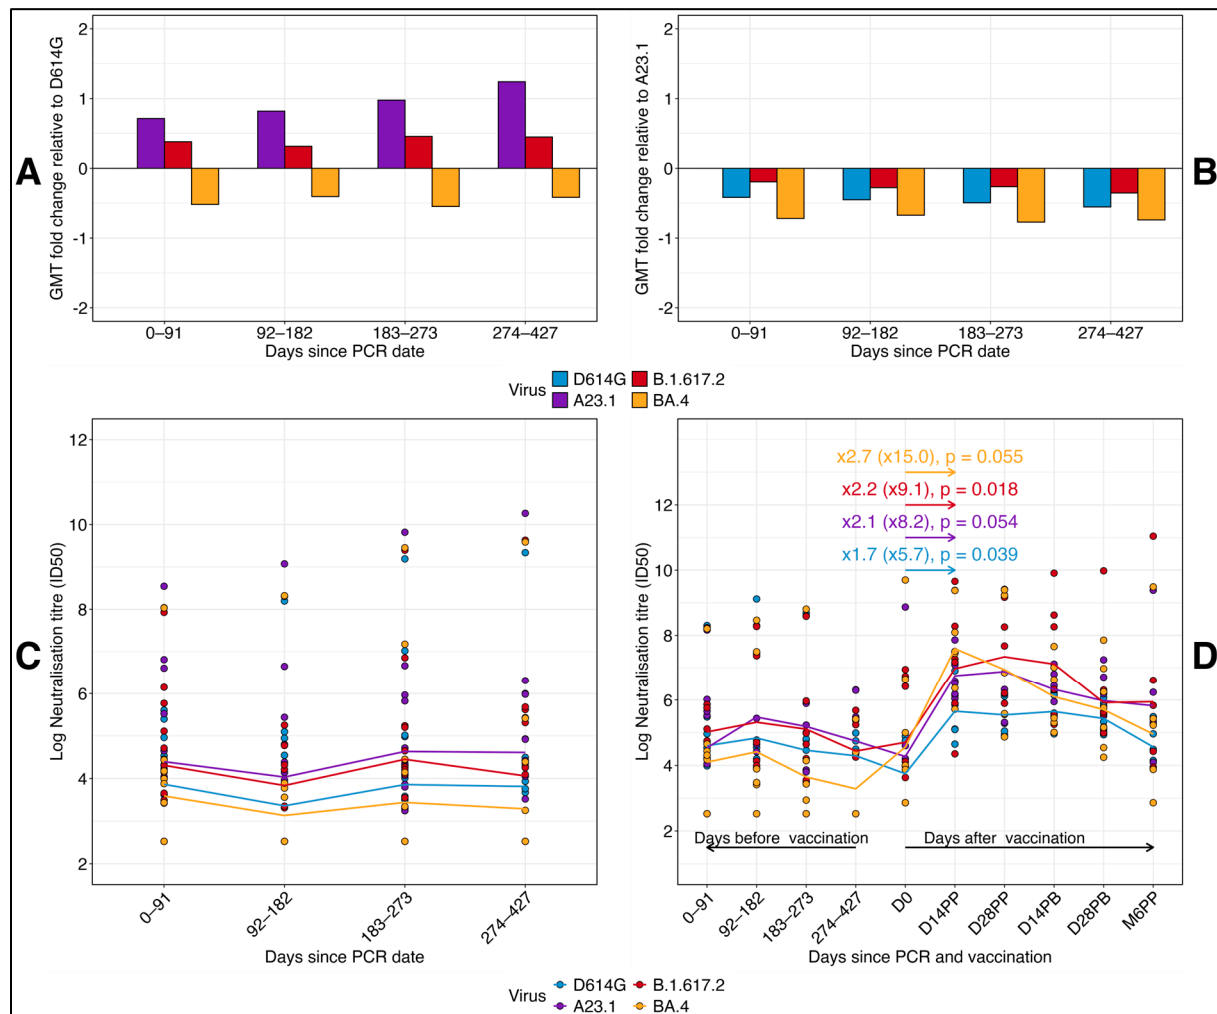 A
GMT fold change relative to D614G
2
1
0
-1
-2
0–91
92–182
183–273
274–427
Days since PCR date
B
GMT fold change relative to A23.1
2
1
0
-1
-2
0–91
92–182
183–273
274–427
Days since PCR date
Virus
D614G
B.1.617.2
A23.1
BA.4
C
Log Neutralisation titre (ID50)
12
10
8
6
4
2
0–91
92–182
183–273
274–427
Days since PCR date
D
Log Neutralisation titre (ID50)
12
10
8
6
4
2
x2.7 (x15.0), p = 0.055
x2.2 (x9.1), p = 0.018
x2.1 (x8.2), p = 0.054
x1.7 (x5.7), p = 0.039
Days before vaccination
Days after vaccination
0–91
92–182
183–273
274–427
D0
D14PP
D28PP
D14PB
D28PB
M6PP
Days since PCR and vaccination
Virus
D614G
B.1.617.2
A23.1
BA.4